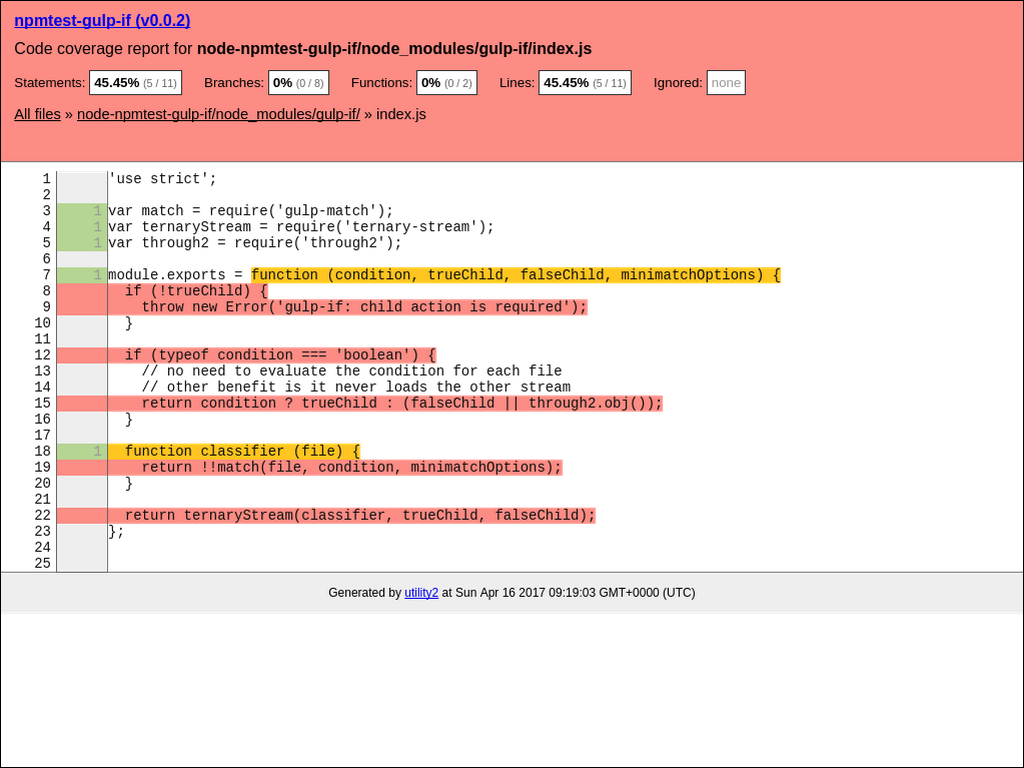 npmtest-gulp-if (v0.0.2)
Code coverage report for node-npmtest-gulp-if/node_modules/gulp-if/index.js
Statements: 45.45% (5 / 11) Branches: 0% (0 / 8) Functions: 0% (0 / 2) Lines: 45.45% (5 / 11) Ignored: none
All files » node-npmtest-gulp-if/node_modules/gulp-if/ » index.js
1 'use strict';
2
3 1 var match = require('gulp-match');
4 1 var ternaryStream = require('ternary-stream');
5 1 var through2 = require('through2');
6
7 1 module.exports = function (condition, trueChild, falseChild, minimatchOptions) {
8   if (!trueChild) {
9     throw new Error('gulp-if: child action is required');
10   }
11
12   if (typeof condition === 'boolean') {
13     // no need to evaluate the condition for each file
14     // other benefit is it never loads the other stream
15     return condition ? trueChild : (falseChild || through2.obj());
16   }
17
18 1   function classifier (file) {
19     return !!match(file, condition, minimatchOptions);
20   }
21
22   return ternaryStream(classifier, trueChild, falseChild);
23 };
24
25
Generated by utility2 at Sun Apr 16 2017 09:19:03 GMT+0000 (UTC)